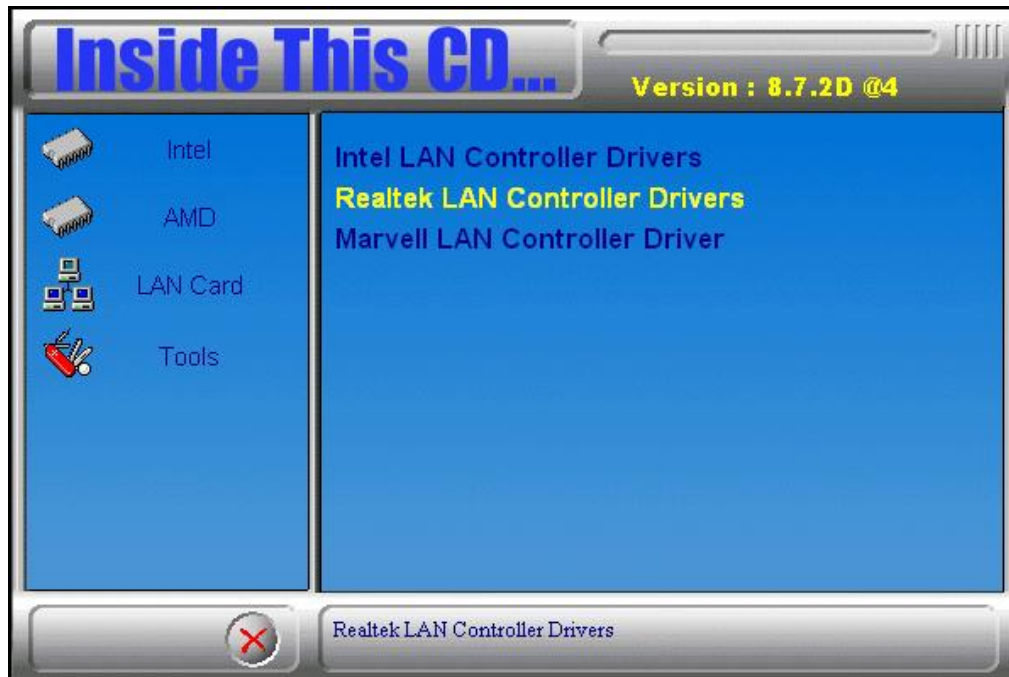 Inside This CD...
Version : 8.7.2D @4
Intel
AMD
LAN Card
Tools
Intel LAN Controller Drivers
Realtek LAN Controller Drivers
Marvell LAN Controller Driver
Realtek LAN Controller Drivers